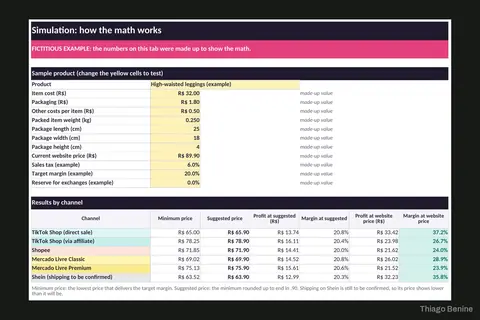 Simulation: how the math works
FICTITIOUS EXAMPLE: the numbers on this tab were made up to show the math.
Sample product (change the yellow cells to test)
Product High-waisted leggings (example)
Item cost (R$) R$ 32.00 made-up value
Packaging (R$) R$ 1.80 made-up value
Other costs per item (R$) R$ 0.50 made-up value
Packed item weight (kg) 0.250 made-up value
Package length (cm) 25 made-up value
Package width (cm) 18 made-up value
Package height (cm) 4 made-up value
Current website price (R$) R$ 89.90 made-up value
Sales tax (example) 6.0% made-up value
Target margin (example) 20.0% made-up value
Reserve for exchanges (example) 0.0% made-up value
Results by channel
Channel Minimum price Suggested price Profit at suggested (R$) Margin at suggested Profit at website price (R$) Margin at website price
TikTok Shop (direct sale) R$ 65.00 R$ 65.90 R$ 13.74 20.8% R$ 33.42 37.2%
TikTok Shop (via affiliate) R$ 78.25 R$ 78.90 R$ 16.11 20.4% R$ 23.98 26.7%
Shopee R$ 71.85 R$ 71.90 R$ 14.41 20.0% R$ 21.62 24.0%
Mercado Livre Classic R$ 69.02 R$ 69.90 R$ 14.52 20.8% R$ 26.02 28.9%
Mercado Livre Premium R$ 75.13 R$ 75.90 R$ 15.61 20.6% R$ 21.52 23.9%
Shein (shipping to be confirmed) R$ 63.52 R$ 63.90 R$ 12.99 20.3% R$ 32.23 35.8%
Minimum price: the lowest price that delivers the target margin. Suggested price: the minimum rounded up to end in .90. Shipping on Shein is still to be confirmed, so its price shows lower
than it will be.
Thiago Benine